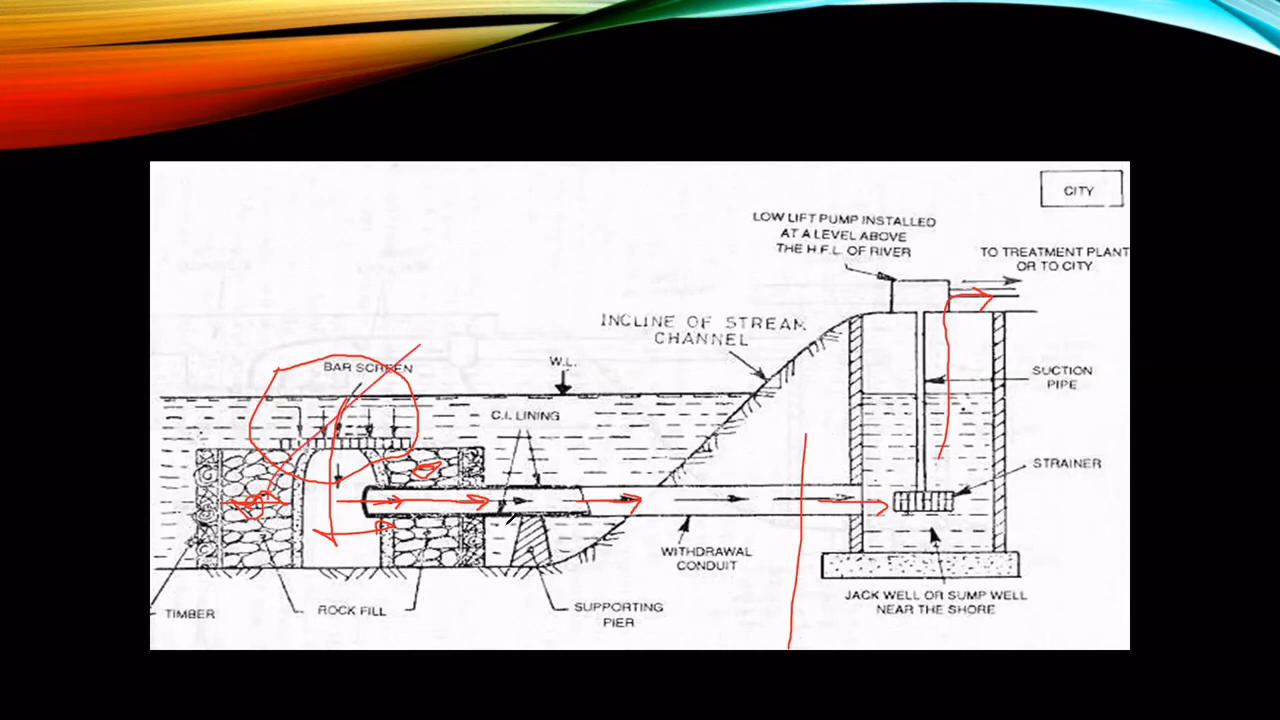 CITY
LOW LIFT PUMP INSTALLED
AT A LEVEL ABOVE
THE H.F.L. OF RIVER
TO TREATMENT PLANT
OR TO CITY
INCLINE OF STREAM
CHANNEL
W.L.
BAR SCREEN
C.I. LINING
SUCTION
PIPE
STRAINER
WITHDRAWAL
CONDUIT
JACK WELL OR SUMP WELL
NEAR THE SHORE
TIMBER
ROCK FILL
SUPPORTING
PIER